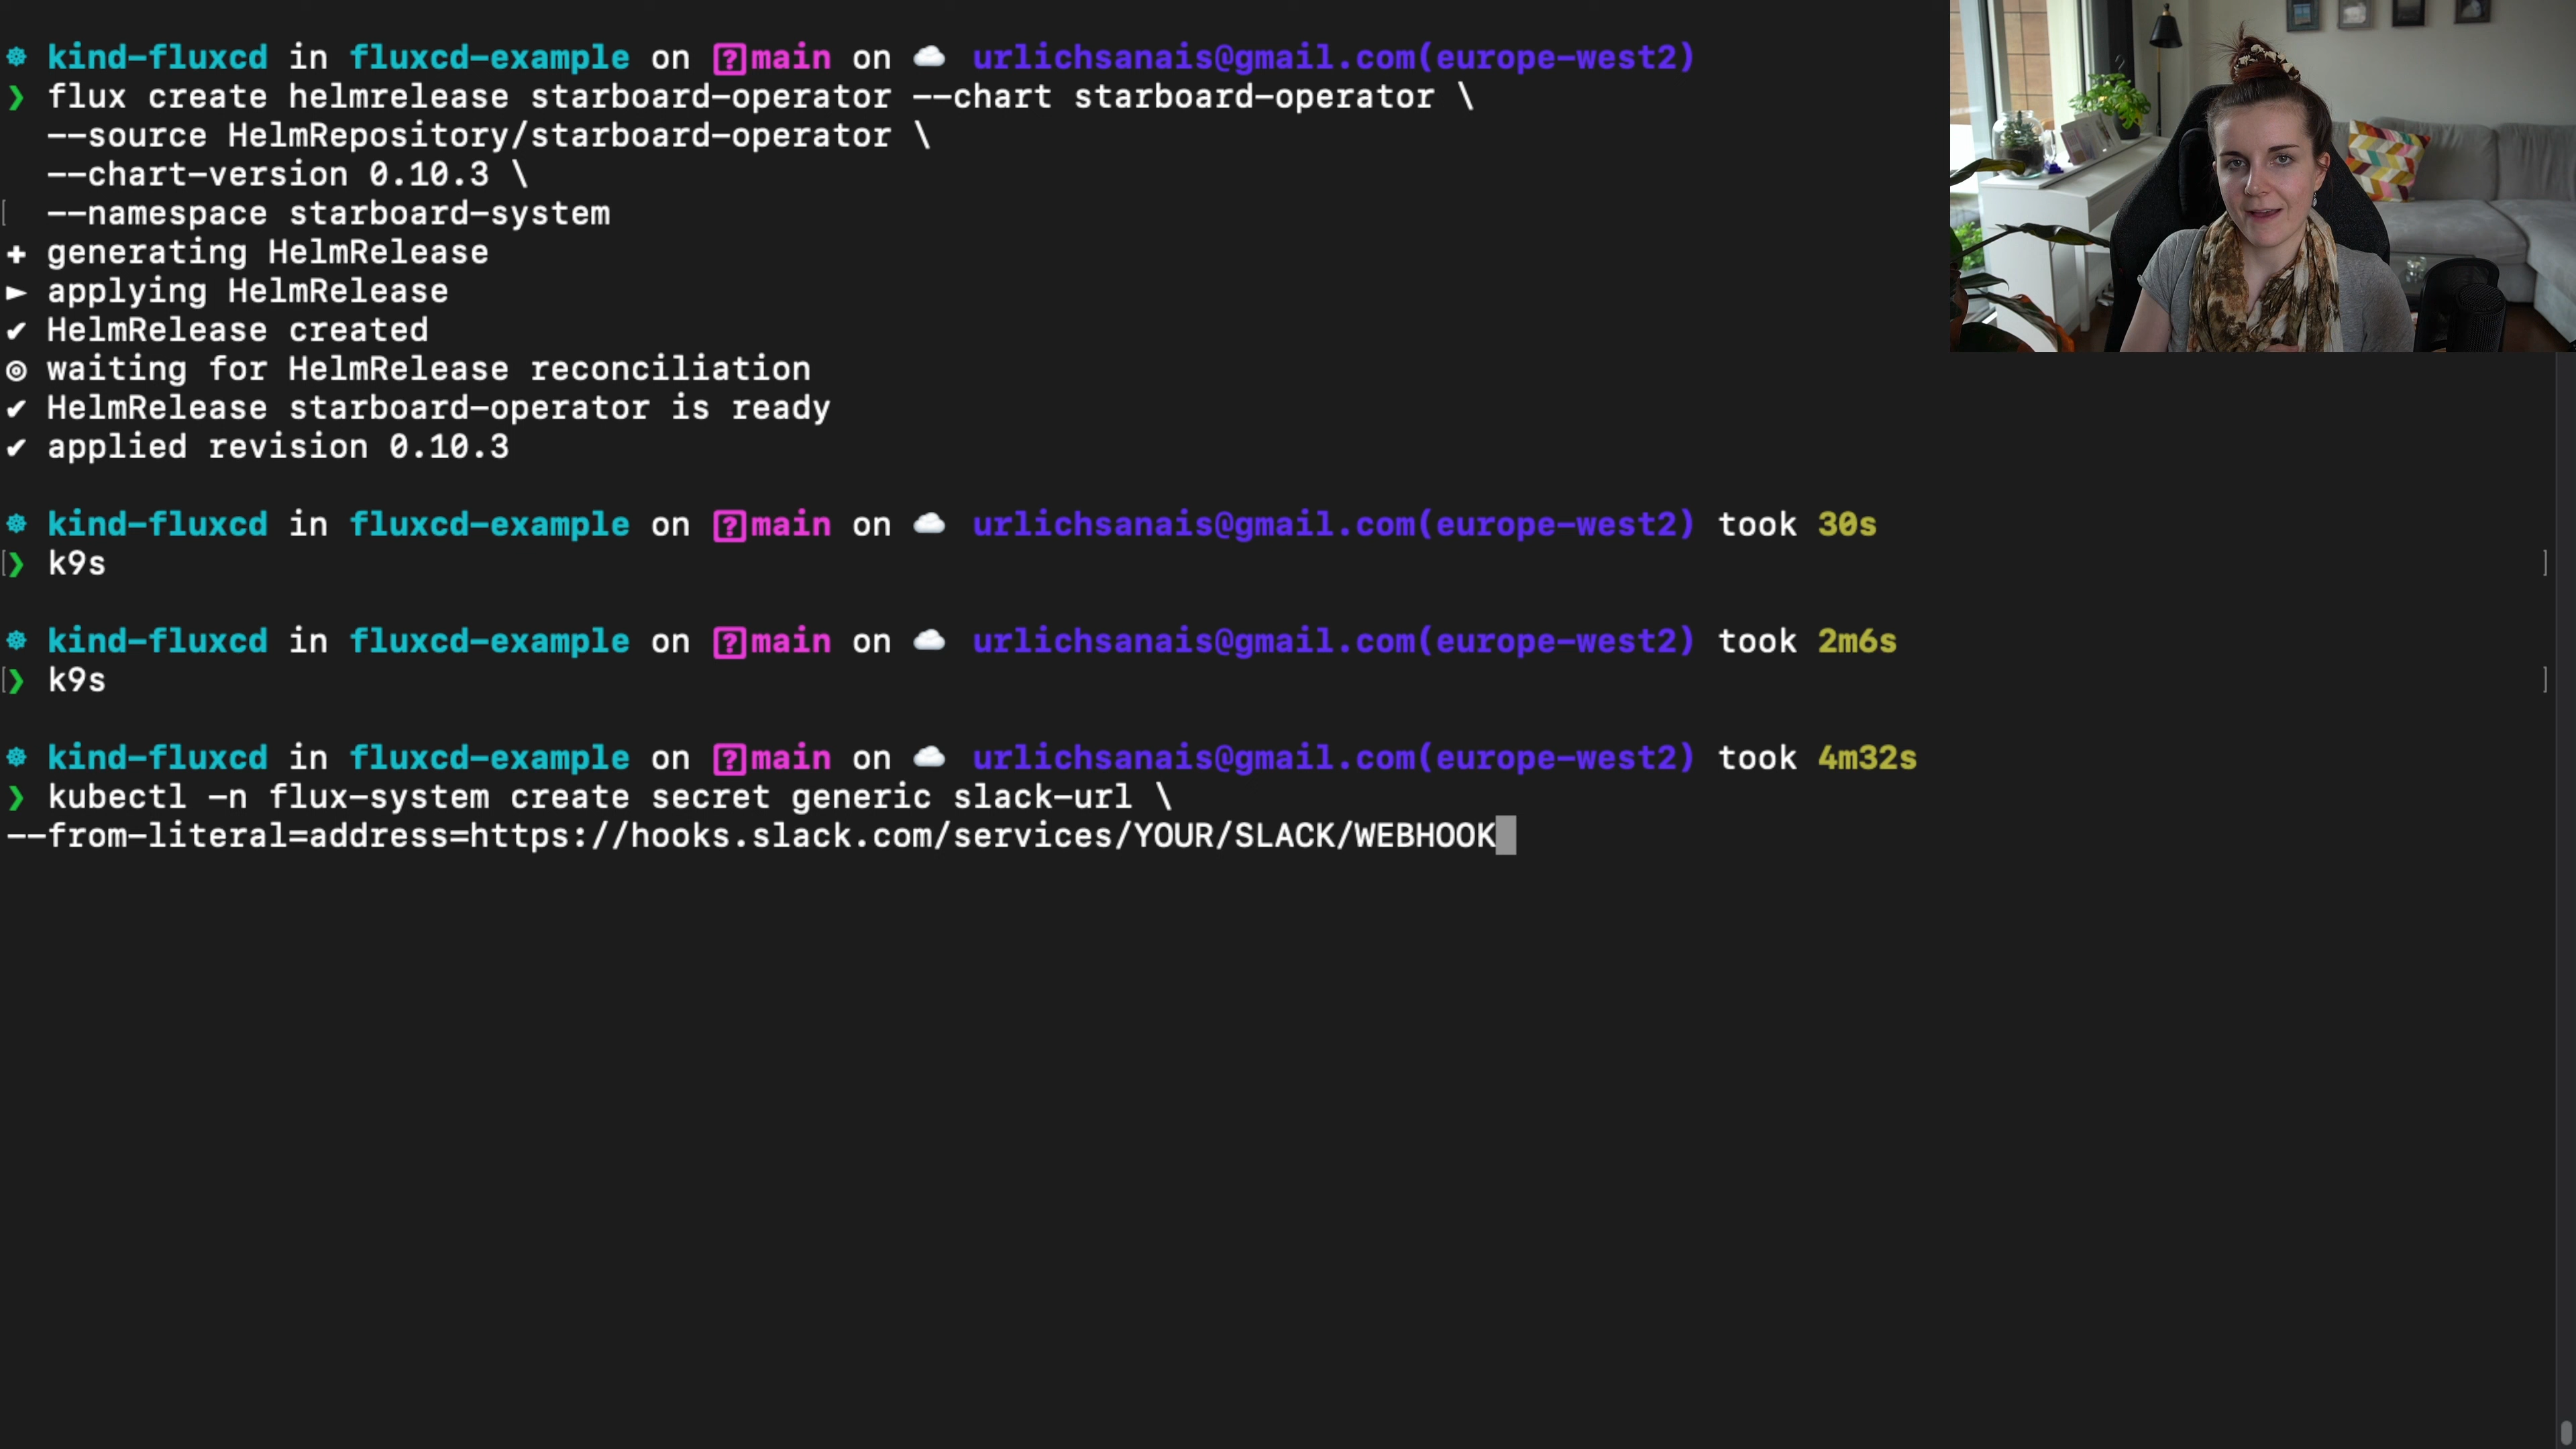 kind-fluxcd in fluxcd-example on [?]main on ☁️ urlichsanais@gmail.com(europe-west2)
❯ flux create helmrelease starboard-operator --chart starboard-operator \
--source HelmRepository/starboard-operator \
--chart-version 0.10.3 \
[ --namespace starboard-system
✚ generating HelmRelease
► applying HelmRelease
✔ HelmRelease created
◎ waiting for HelmRelease reconciliation
✔ HelmRelease starboard-operator is ready
✔ applied revision 0.10.3
☸ kind-fluxcd in fluxcd-example on [?]main on ☁️ urlichsanais@gmail.com(europe-west2) took 30s
[❯ k9s ]
☸ kind-fluxcd in fluxcd-example on [?]main on ☁️ urlichsanais@gmail.com(europe-west2) took 2m6s
[❯ k9s ]
☸ kind-fluxcd in fluxcd-example on [?]main on ☁️ urlichsanais@gmail.com(europe-west2) took 4m32s
❯ kubectl -n flux-system create secret generic slack-url \
--from-literal=address=https://hooks.slack.com/services/YOUR/SLACK/WEBHOOK